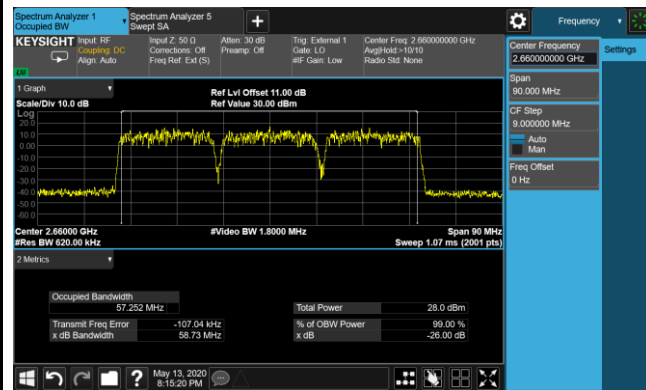 Spectrum Analyzer 1
Occupied BW
Spectrum Analyzer 5
Swept SA
+
Frequency
KEYSIGHT
Input: RF
Coupling: DC
Align: Auto
Input Z: 50 Ω
Corrections: Off
Freq Ref: Ext (S)
Atten: 30 dB
Preamp: Off
Trig: External 1
Gate: LO
#IF Gain: Low
Center Freq: 2.660000000 GHz
Avg|Hold:>10/10
Radio Std: None
Center Frequency
2.660000000 GHz
Settings
Span
90.000 MHz
CF Step
9.000000 MHz
Auto
Man
Freq Offset
0 Hz
1 Graph
Scale/Div 10.0 dB
Ref Lvl Offset 11.00 dB
Ref Value 30.00 dBm
Log
20.0
10.0
0.00
-10.0
-20.0
-30.0
-40.0
-50.0
-60.0
Center 2.66000 GHz
#Res BW 620.00 kHz
#Video BW 1.8000 MHz
Span 90 MHz
Sweep 1.07 ms (2001 pts)
2 Metrics
Occupied Bandwidth
57.252 MHz
Total Power 28.0 dBm
Transmit Freq Error -107.04 kHz
% of OBW Power 99.00 %
x dB Bandwidth 58.73 MHz
x dB -26.00 dB
?
May 13, 2020
8:15:20 PM